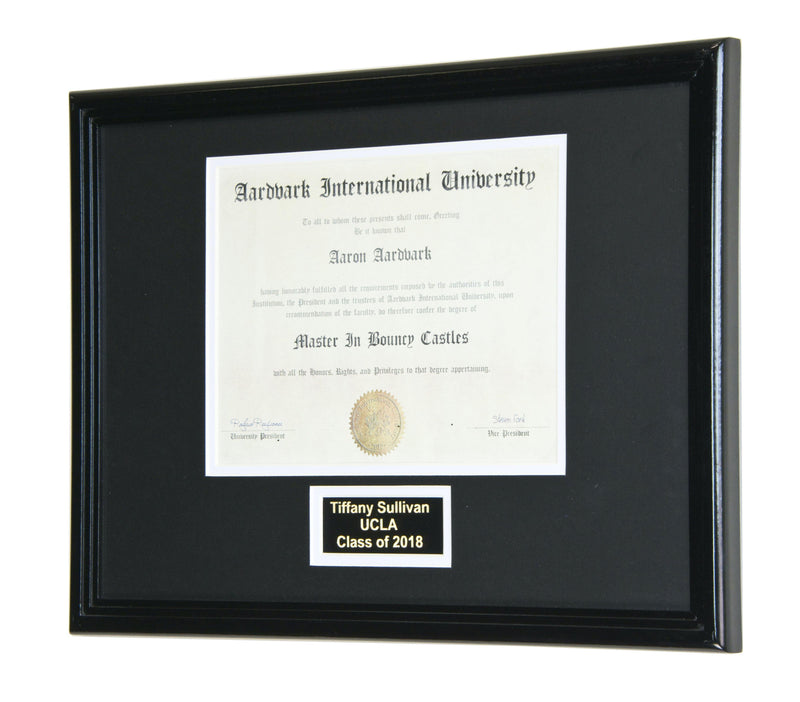 Aardvark International University
To all to whom these presents shall come, Greeting
Be it known that
Aaron Aardvark
having honorably fulfilled all the requirements imposed by the authorities of this
Institution, the President and the trustees of Aardvark International University, upon
recommendation of the faculty, do therefore confer the degree of
Master In Bouncy Castles
with all the Honors, Rights, and Privileges to that degree appertaining.
University President
Vice President
Tiffany Sullivan
UCLA
Class of 2018